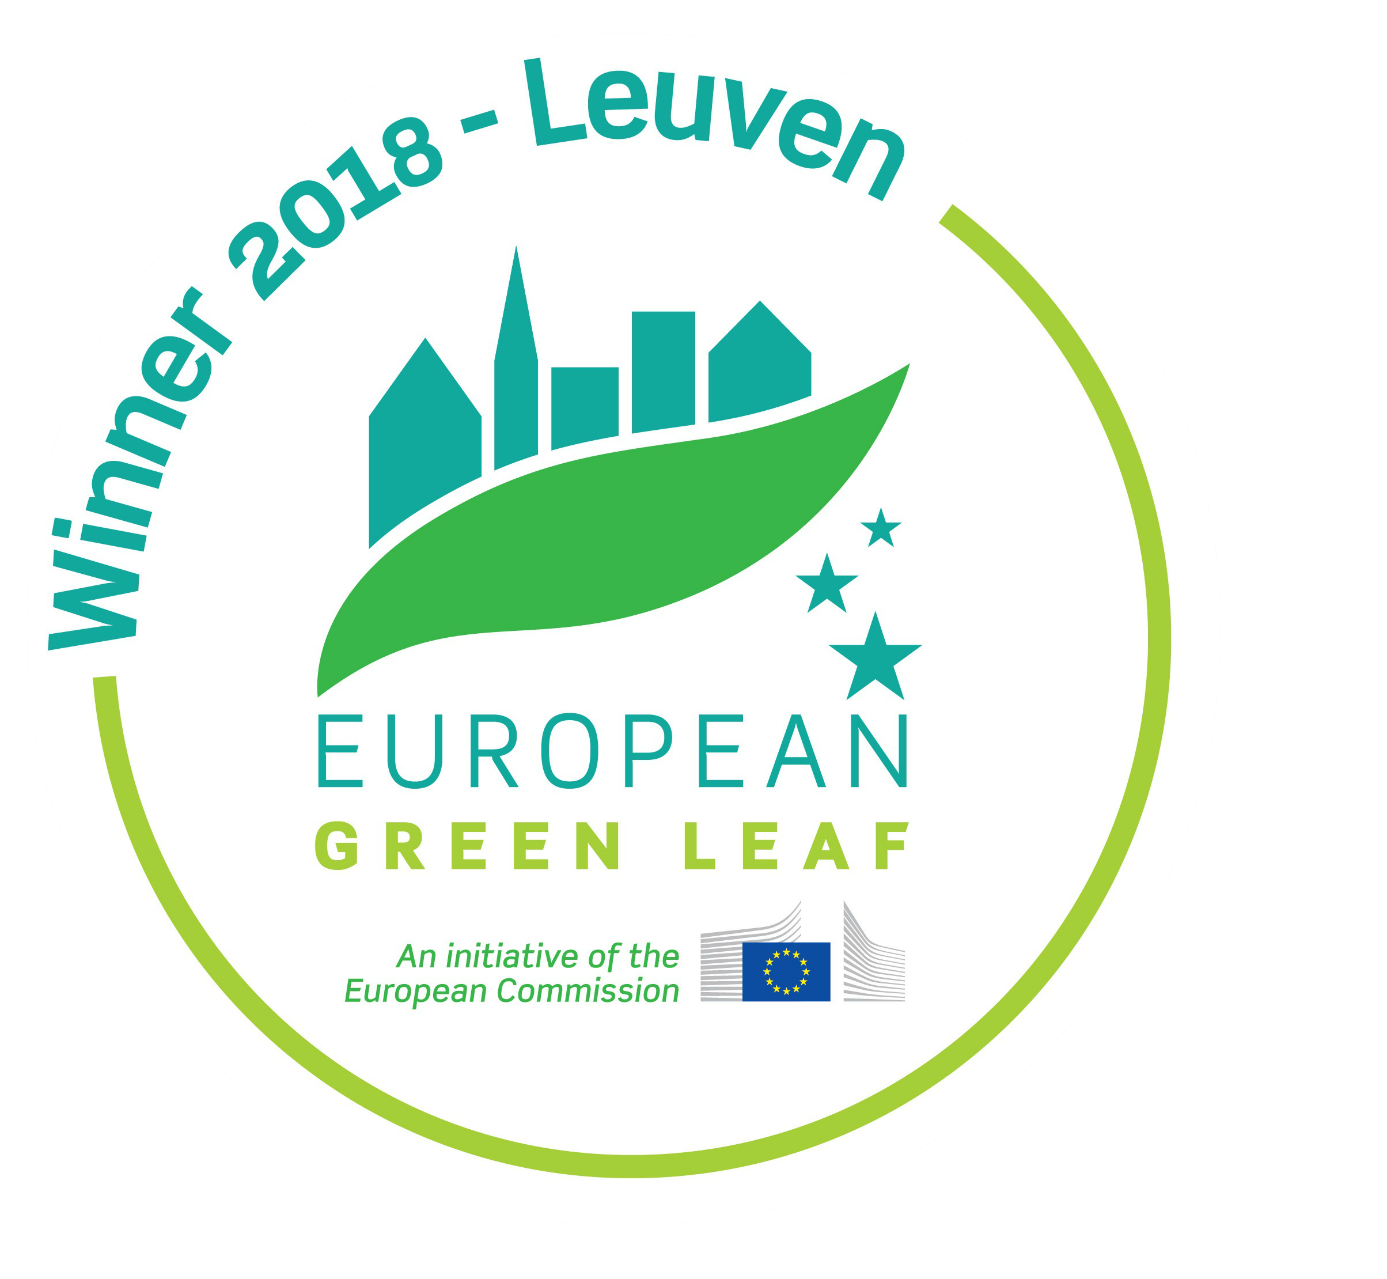 Winner 2018 - Leuven
EUROPEAN
GREEN LEAF
An initiative of the
European Commission